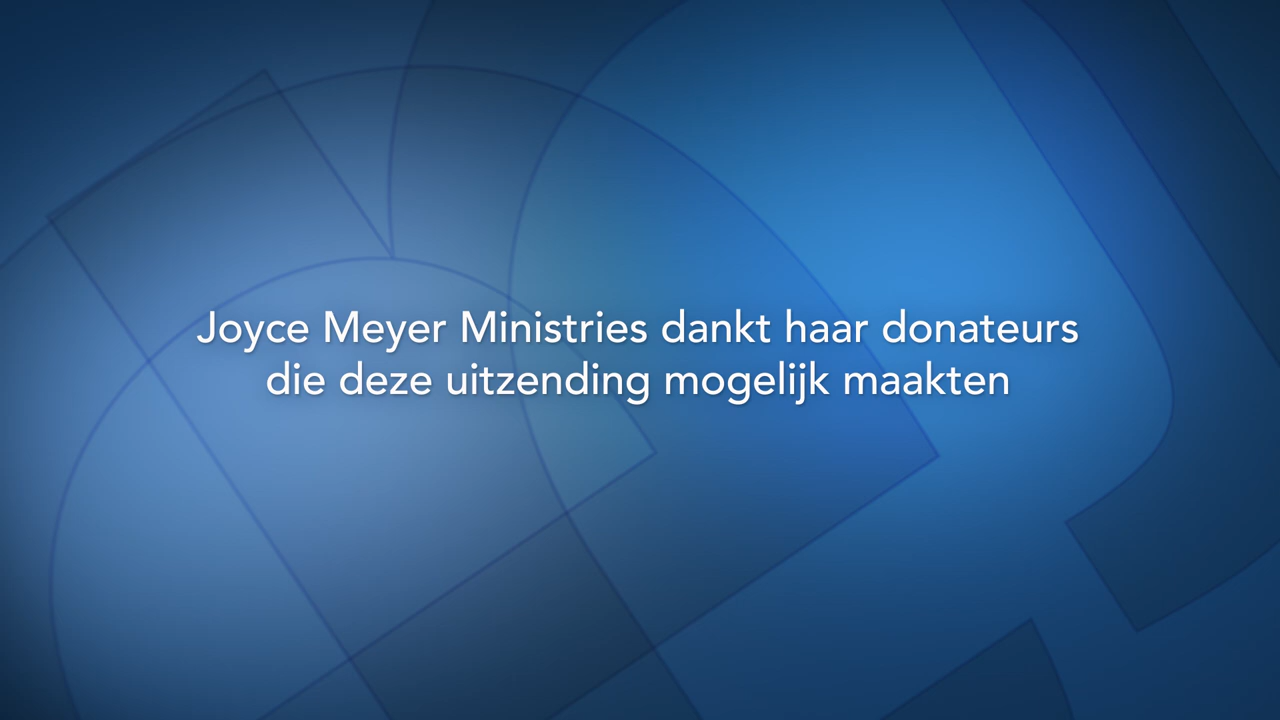 Joyce Meyer Ministries dankt haar donateurs
die deze uitzending mogelijk maakten